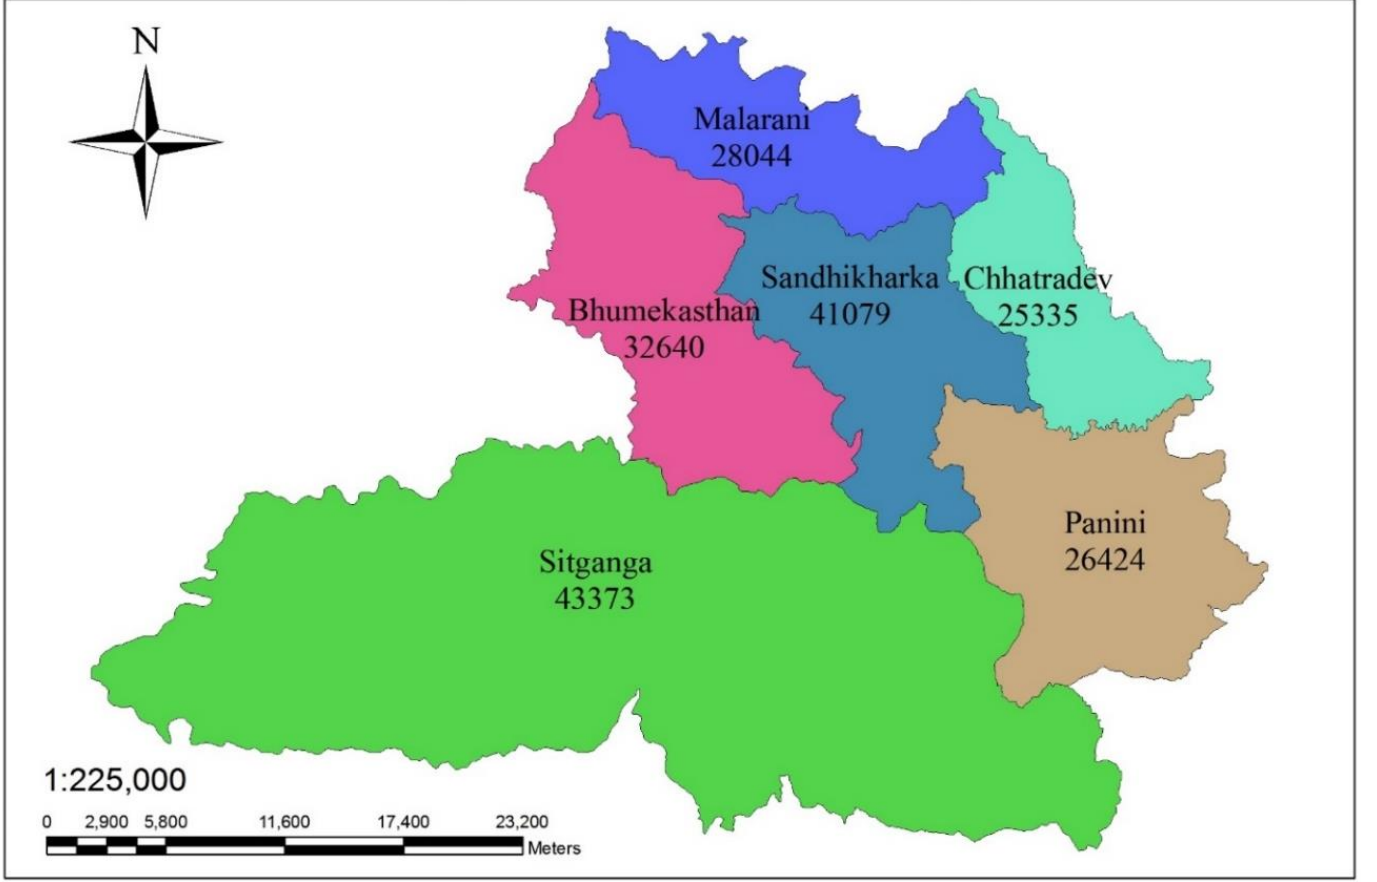 N
Malarani
28044
Sandhikharka
41079
Chhatradev
25335
Bhumekasthan
32640
Panini
26424
Sitganga
43373
1:225,000
0 2,900 5,800 11,600 17,400 23,200
Meters